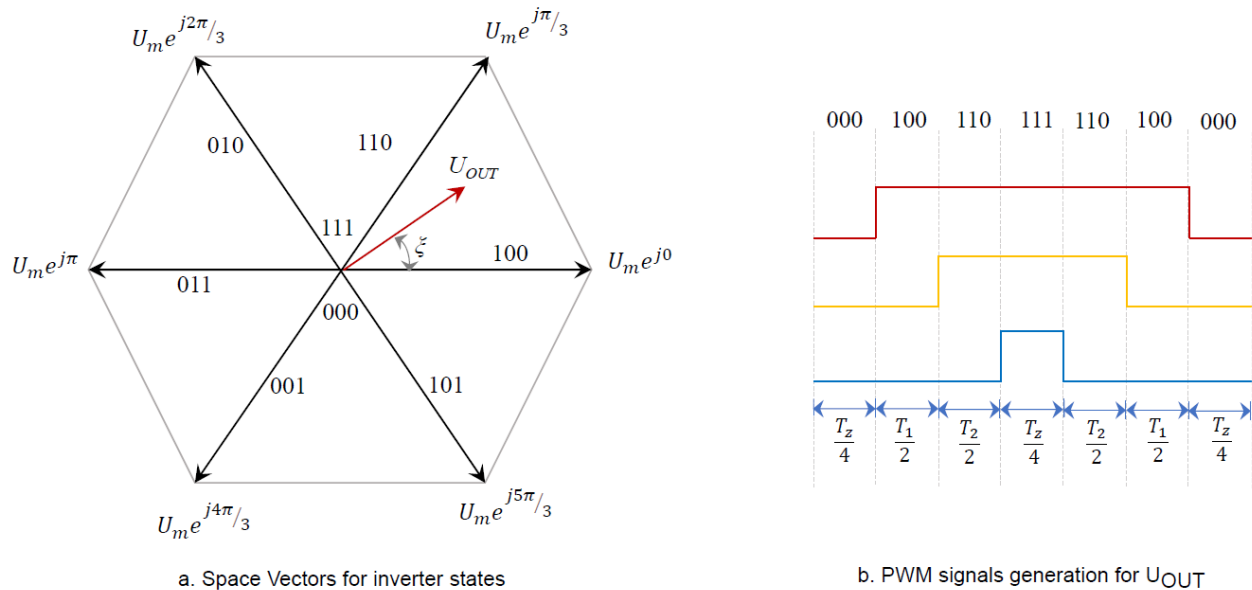 U_m e^{j2π/3}
U_m e^{jπ/3}
010
110
U_OUT
111
ξ
100
U_m e^{jπ}
U_m e^{j0}
011
000
001
101
U_m e^{j4π/3}
U_m e^{j5π/3}
a. Space Vectors for inverter states
000 100 110 111 110 100 000
T_z/4 T_1/2 T_2/2 T_z/4 T_2/2 T_1/2 T_z/4
b. PWM signals generation for U_OUT